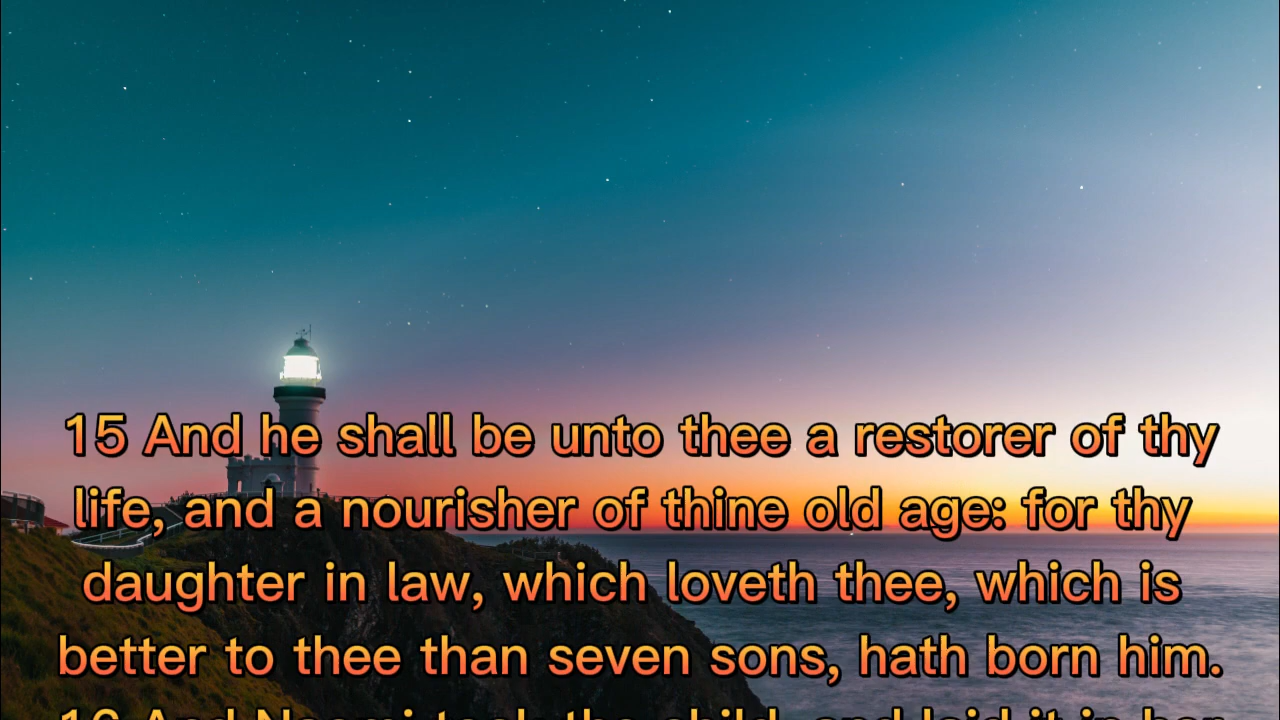 15 And he shall be unto thee a restorer of thy
life, and a nourisher of thine old age: for thy
daughter in law, which loveth thee, which is
better to thee than seven sons, hath born him.
16 And Naomi took the child, and laid it in her